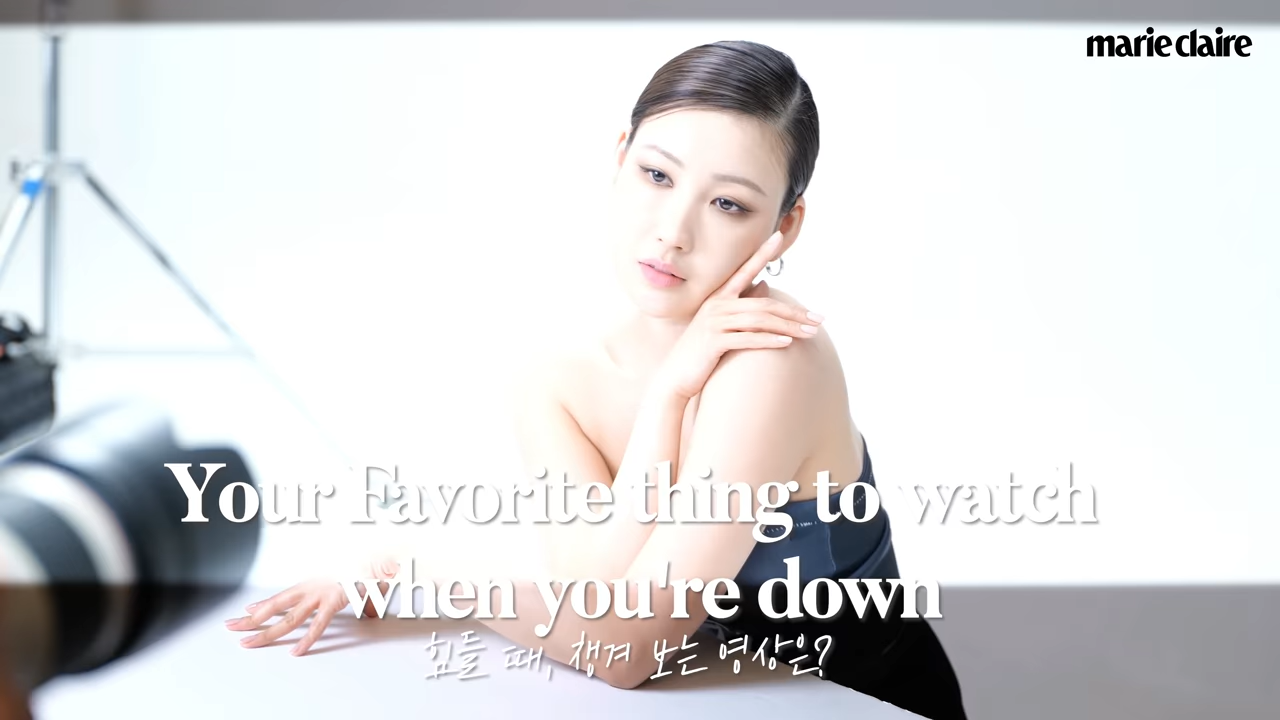 marie claire
Your Favorite thing to watch
when you're down
힘들 때, 챙겨 보는 영상은?